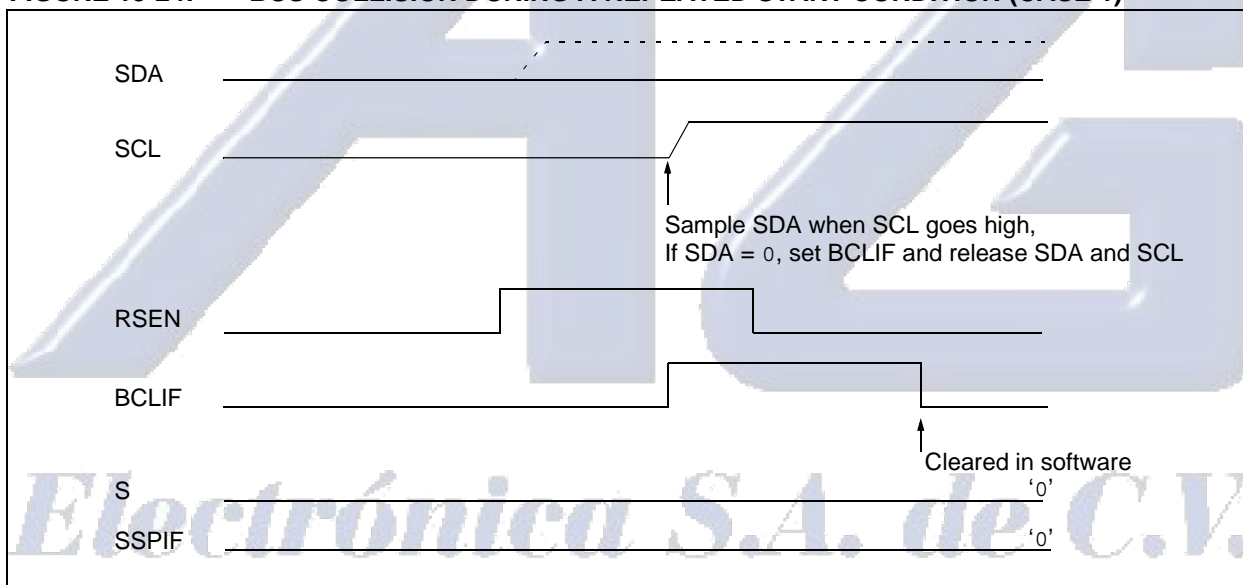 SDA
SCL
Sample SDA when SCL goes high,
If SDA = 0, set BCLIF and release SDA and SCL
RSEN
BCLIF
Cleared in software
S
‘0’
SSPIF
‘0’
Electrónica S.A. de C.V.
AG